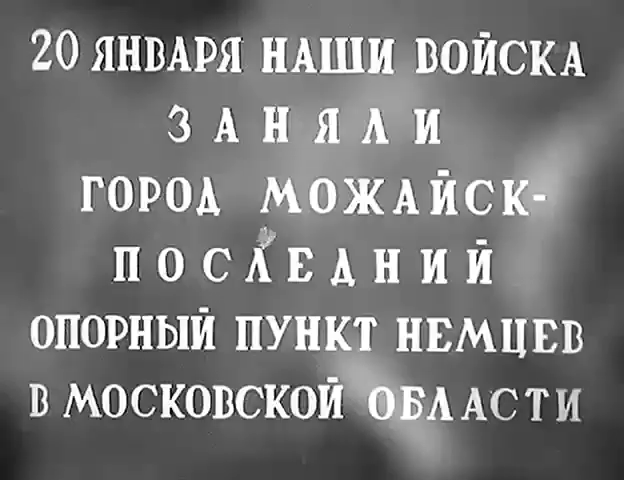 20 ЯНВАРЯ НАШИ ВОЙСКА
ЗАНЯЛИ
ГОРОД МОЖАЙСК-
ПОСЛЕДНИЙ
ОПОРНЫЙ ПУНКТ НЕМЦЕВ
В МОСКОВСКОЙ ОБЛАСТИ